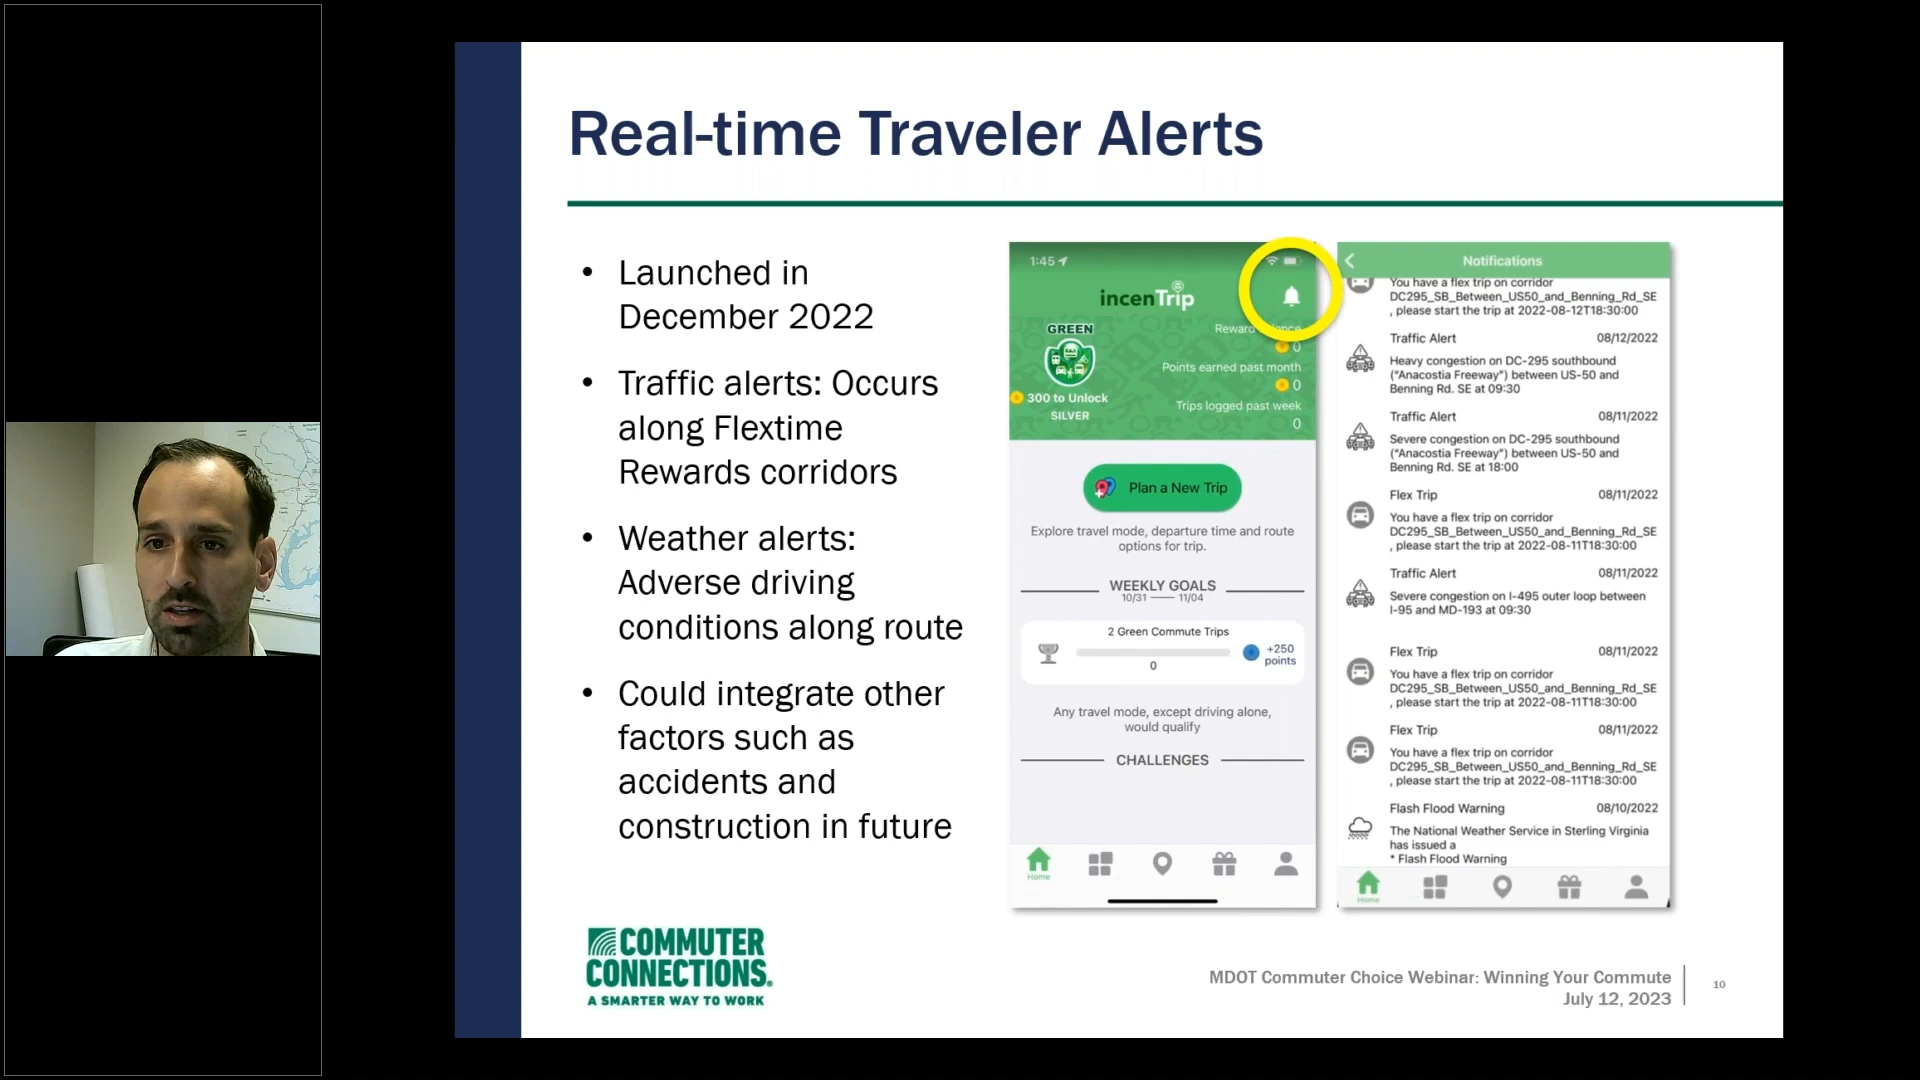 Real-time Traveler Alerts
• Launched in
December 2022
• Traffic alerts: Occurs
along Flextime
Rewards corridors
• Weather alerts:
Adverse driving
conditions along route
• Could integrate other
factors such as
accidents and
construction in future
1:45
incenTrip
GREEN
300 to Unlock
SILVER
Reward
0
Points earned past month
0
Trips logged past week
0
Plan a New Trip
Explore travel mode, departure time and route
options for trip.
WEEKLY GOALS
10/31 —— 11/04
2 Green Commute Trips
0
+250
points
Any travel mode, except driving alone,
would qualify
CHALLENGES
Home
Notifications
You have a flex trip on corridor
DC295_SB_Between_US50_and_Benning_Rd_SE
, please start the trip at 2022-08-12T18:30:00
Traffic Alert 08/12/2022
Heavy congestion on DC-295 southbound
("Anacostia Freeway") between US-50 and
Benning Rd. SE at 09:30
Traffic Alert 08/11/2022
Severe congestion on DC-295 southbound
("Anacostia Freeway") between US-50 and
Benning Rd. SE at 18:00
Flex Trip 08/11/2022
You have a flex trip on corridor
DC295_SB_Between_US50_and_Benning_Rd_SE
, please start the trip at 2022-08-11T18:30:00
Traffic Alert 08/11/2022
Severe congestion on I-495 outer loop between
I-95 and MD-193 at 09:30
Flex Trip 08/11/2022
You have a flex trip on corridor
DC295_SB_Between_US50_and_Benning_Rd_SE
, please start the trip at 2022-08-11T18:30:00
Flex Trip 08/11/2022
You have a flex trip on corridor
DC295_SB_Between_US50_and_Benning_Rd_SE
, please start the trip at 2022-08-11T18:30:00
Flash Flood Warning 08/10/2022
The National Weather Service in Sterling Virginia
has issued a
* Flash Flood Warning
Home
COMMUTER
CONNECTIONS®
A SMARTER WAY TO WORK
MDOT Commuter Choice Webinar: Winning Your Commute
July 12, 2023
10